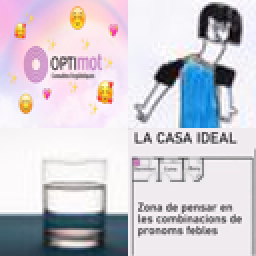 OPTIMOT
Consultes lingüístiques
LA CASA IDEAL
Zona de pensar en
les combinacions de
pronoms febles